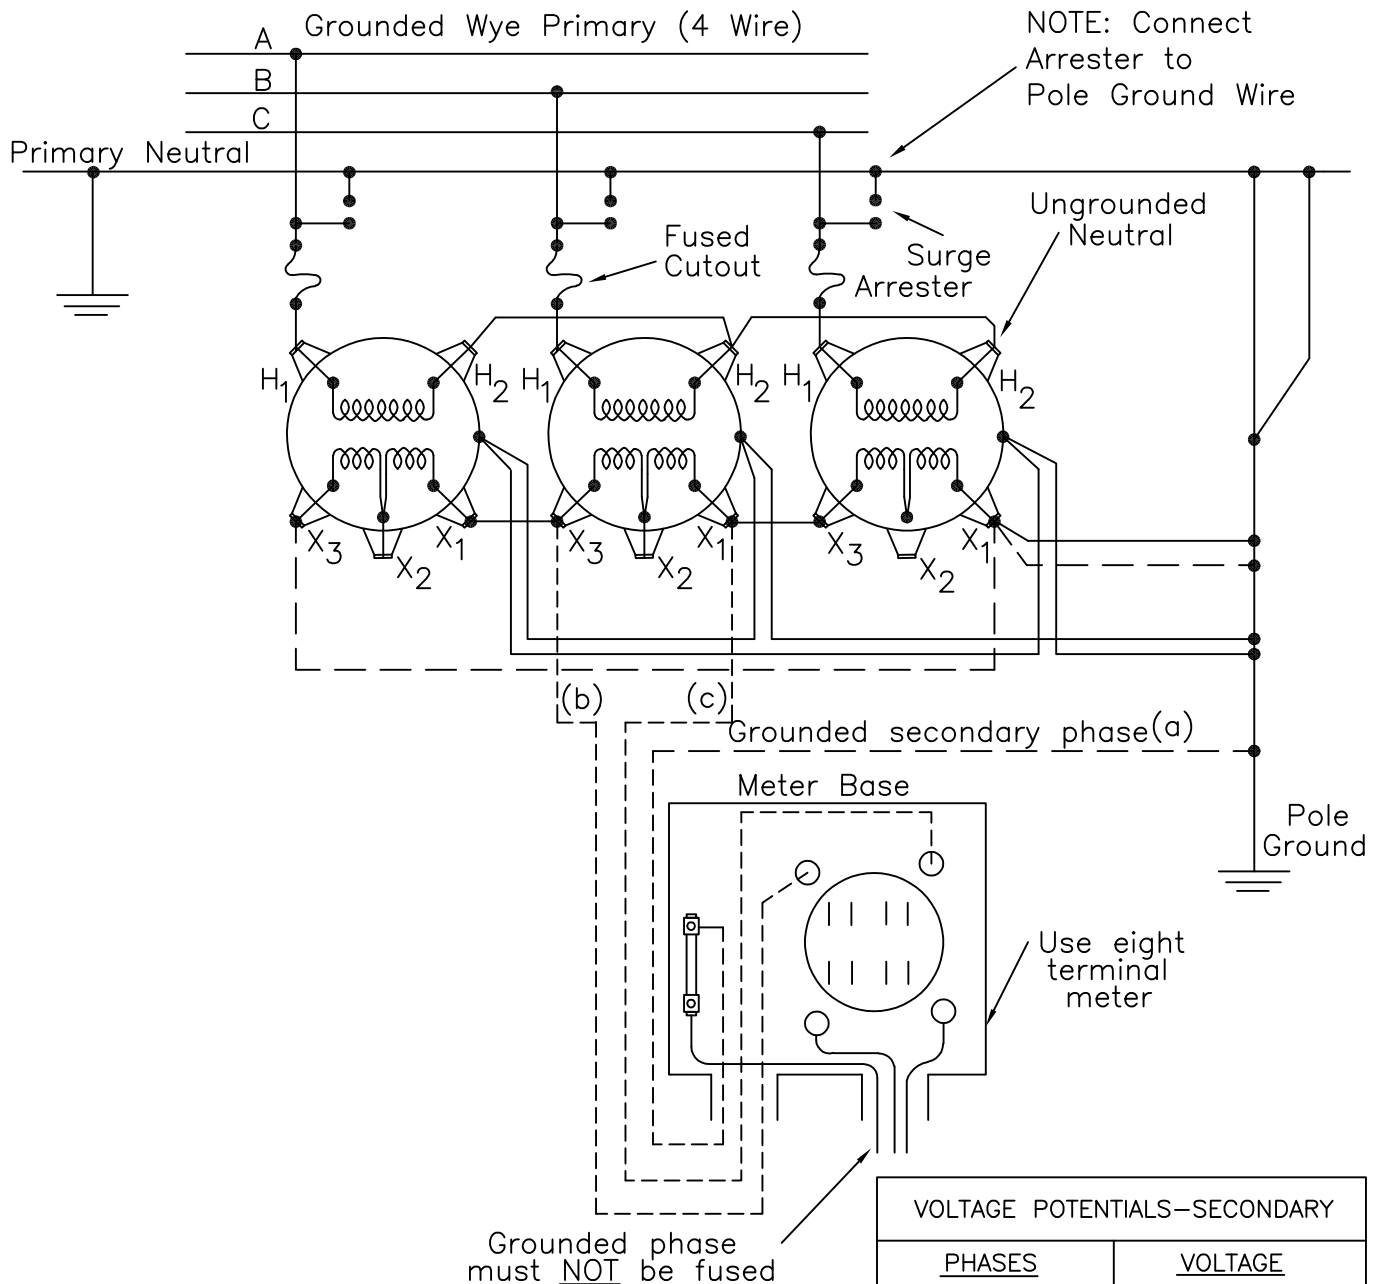 Grounded Wye Primary (4 Wire)
A
B
C
NOTE: Connect
Arrester to
Pole Ground Wire
Primary Neutral
Ungrounded
Neutral
Fused
Cutout
Surge
Arrester
H1
H2
H1
H2
H1
H2
X3
X2
X1
X3
X2
X1
X3
X2
X1
(b)
(c)
Grounded secondary phase(a)
Meter Base
Pole
Ground
Use eight
terminal
meter
Grounded phase
must NOT be fused
VOLTAGE POTENTIALS-SECONDARY
PHASES
VOLTAGE